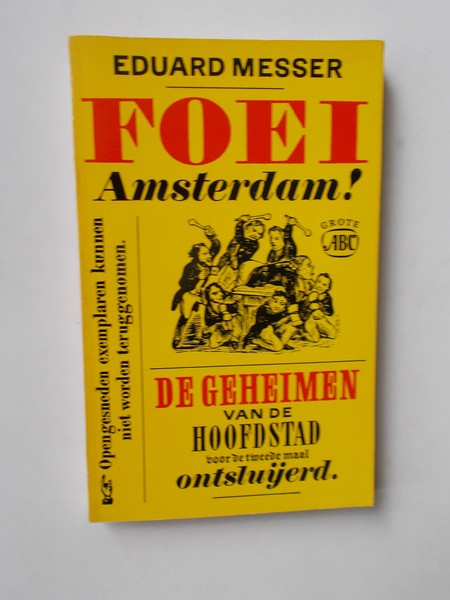 EDUARD MESSER
FOEI
Amsterdam!
GROTE
ABC
Opengesneden exemplaren kunnen
niet worden teruggenomen.
DE GEHEIMEN
VAN DE
HOOFDSTAD
voor de tweede maal
ontsluijerd.